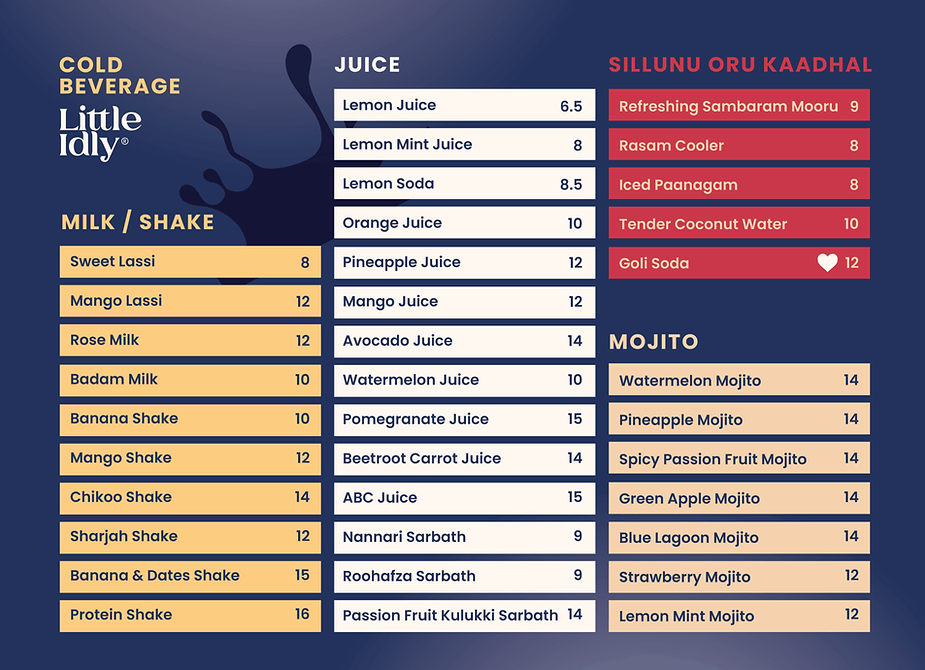 COLD
BEVERAGE
Little
Idly®
MILK / SHAKE
Sweet Lassi 8
Mango Lassi 12
Rose Milk 12
Badam Milk 10
Banana Shake 10
Mango Shake 12
Chikoo Shake 14
Sharjah Shake 12
Banana & Dates Shake 15
Protein Shake 16
JUICE
Lemon Juice 6.5
Lemon Mint Juice 8
Lemon Soda 8.5
Orange Juice 10
Pineapple Juice 12
Mango Juice 12
Avocado Juice 14
Watermelon Juice 10
Pomegranate Juice 15
Beetroot Carrot Juice 14
ABC Juice 15
Nannari Sarbath 9
Roohafza Sarbath 9
Passion Fruit Kulukki Sarbath 14
SILLUNU ORU KAADHAL
Refreshing Sambaram Mooru 9
Rasam Cooler 8
Iced Paanagam 8
Tender Coconut Water 10
Goli Soda 12
MOJITO
Watermelon Mojito 14
Pineapple Mojito 14
Spicy Passion Fruit Mojito 14
Green Apple Mojito 14
Blue Lagoon Mojito 14
Strawberry Mojito 12
Lemon Mint Mojito 12